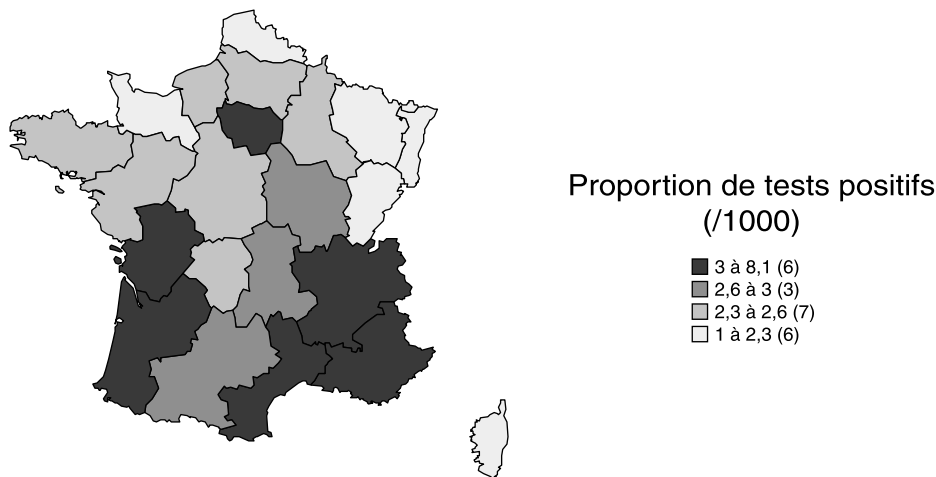 Proportion de tests positifs
(/1000)
3 à 8,1 (6)
2,6 à 3 (3)
2,3 à 2,6 (7)
1 à 2,3 (6)